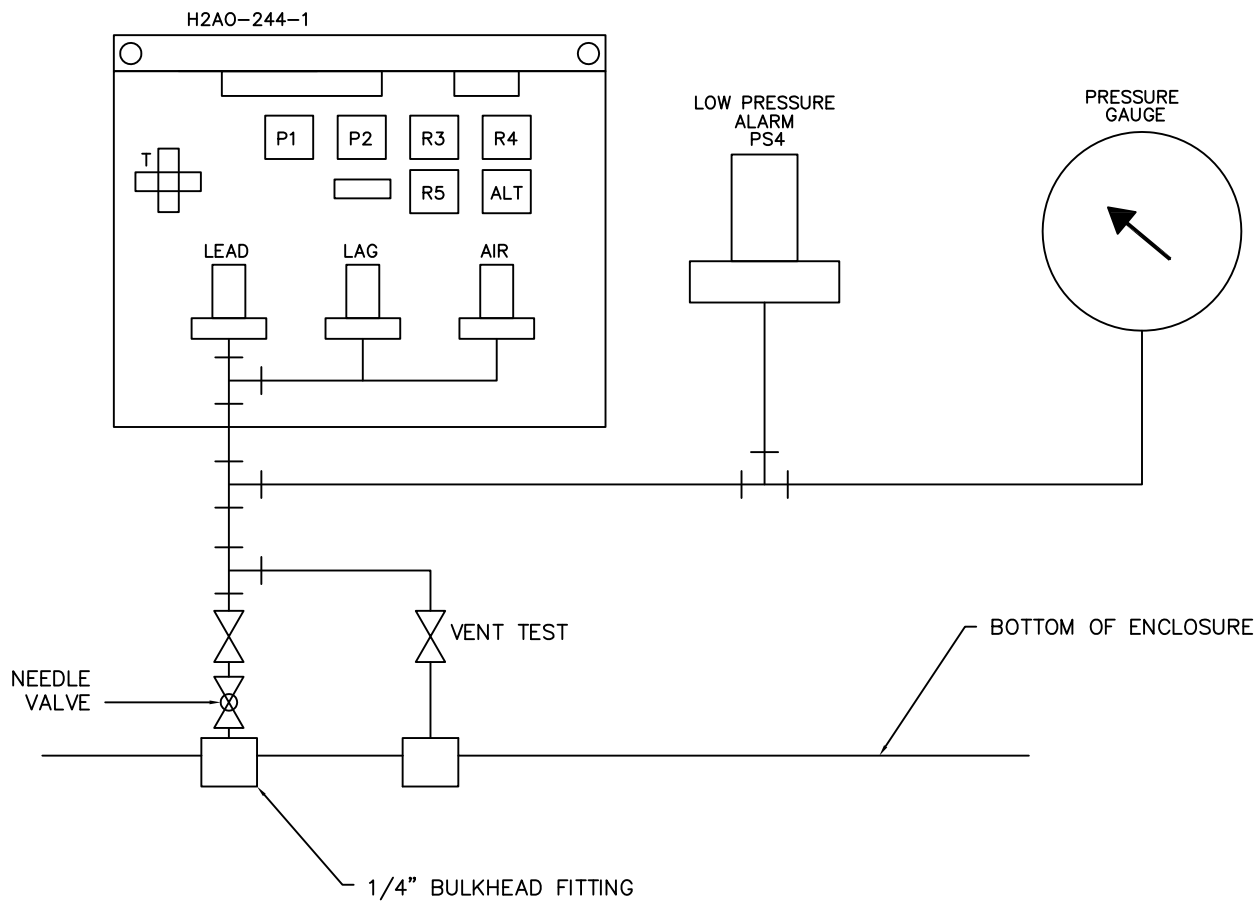 H2AO-244-1
LOW PRESSURE
ALARM
PS4
PRESSURE
GAUGE
P1
P2
R3
R4
T
R5
ALT
LEAD
LAG
AIR
VENT TEST
BOTTOM OF ENCLOSURE
NEEDLE
VALVE
1/4" BULKHEAD FITTING